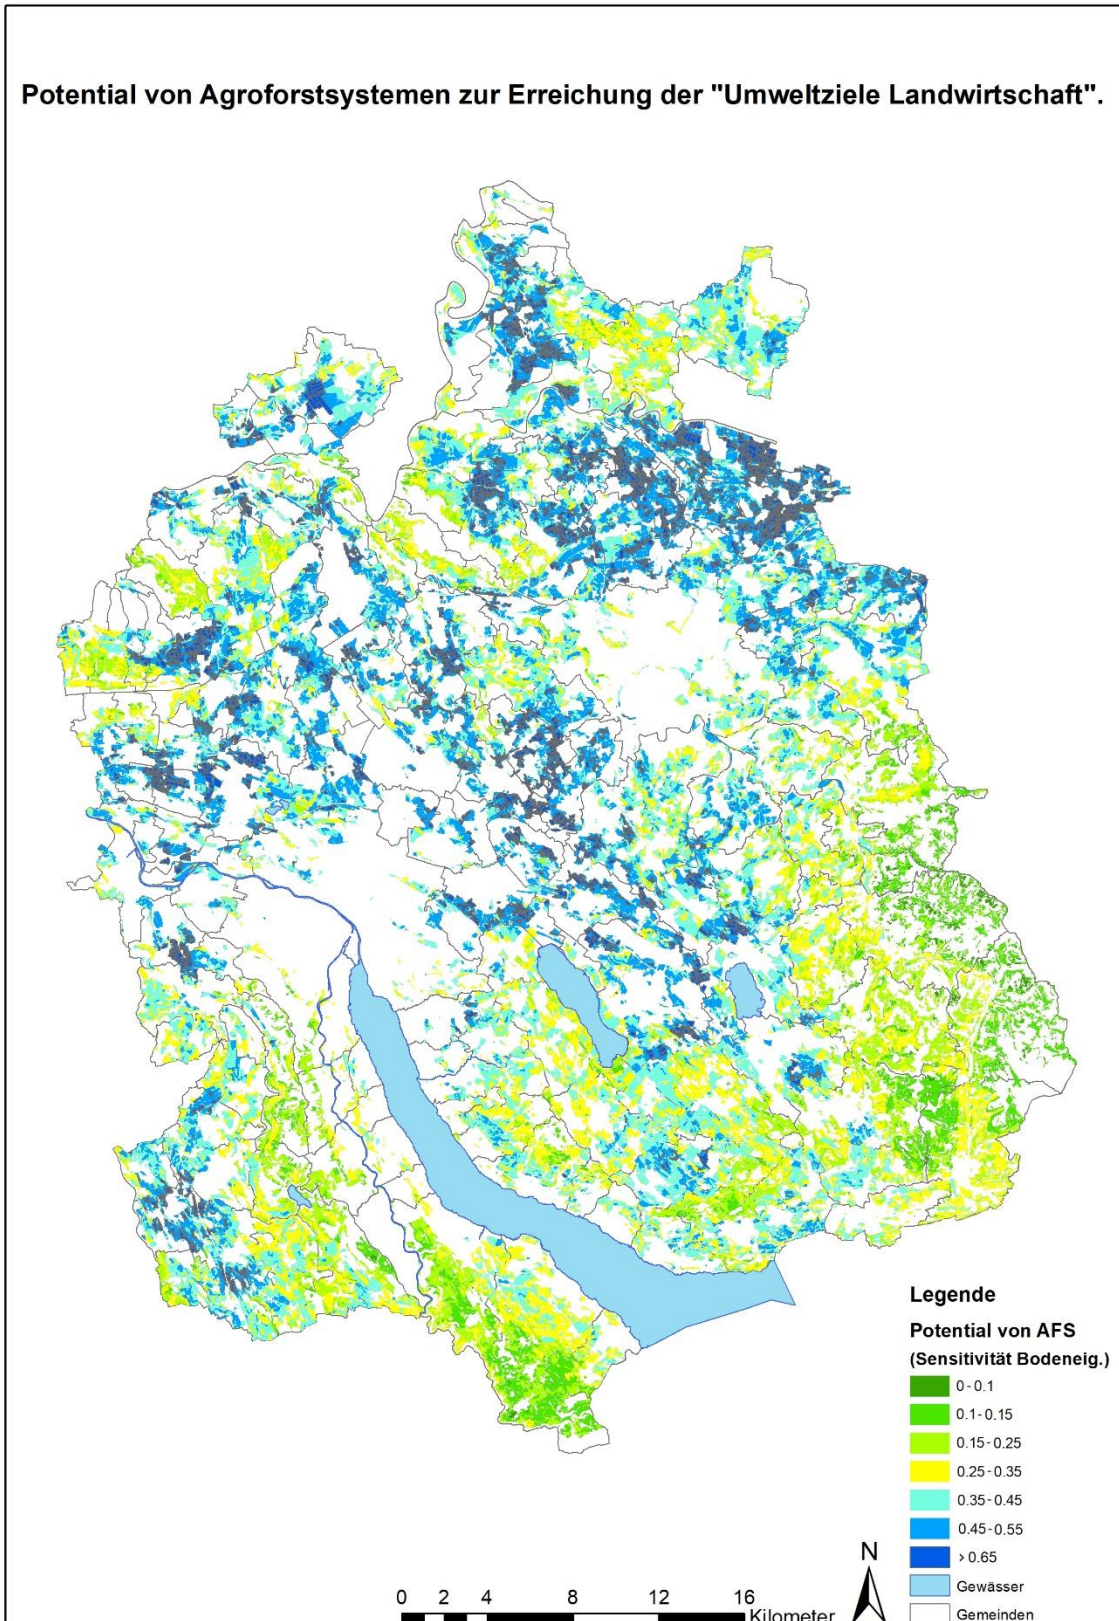 Potential von Agroforstsystemen zur Erreichung der "Umweltziele Landwirtschaft".
Legende
Potential von AFS
(Sensitivität Bodeneig.)
0-0.1
0.1-0.15
0.15-0.25
0.25-0.35
0.35-0.45
0.45-0.55
> 0.65
Gewässer
Gemeinden
N
0 2 4 8 12 16
Kilometer